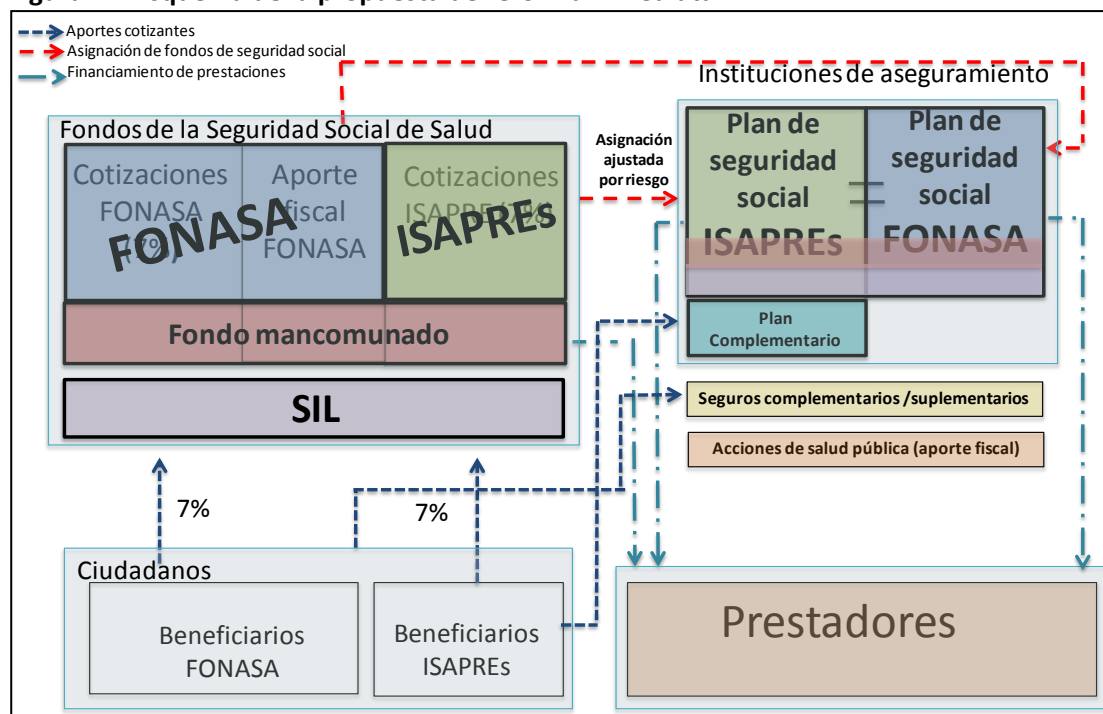 Aportes cotizantes
Asignación de fondos de seguridad social
Financiamiento de prestaciones
Instituciones de aseguramiento
Fondos de la Seguridad Social de Salud
Cotizaciones
FONASA
(7%)
Aporte
fiscal
FONASA
FONASA
Cotizaciones
ISAPRE (7%)
ISAPREs
Fondo mancomunado
SIL
Asignación
ajustada
por riesgo
Plan de
seguridad
social
ISAPREs
=
Plan de
seguridad
social
FONASA
Plan
Complementario
Seguros complementarios /suplementarios
Acciones de salud pública (aporte fiscal)
7%
7%
Ciudadanos
Beneficiarios
FONASA
Beneficiarios
ISAPREs
Prestadores